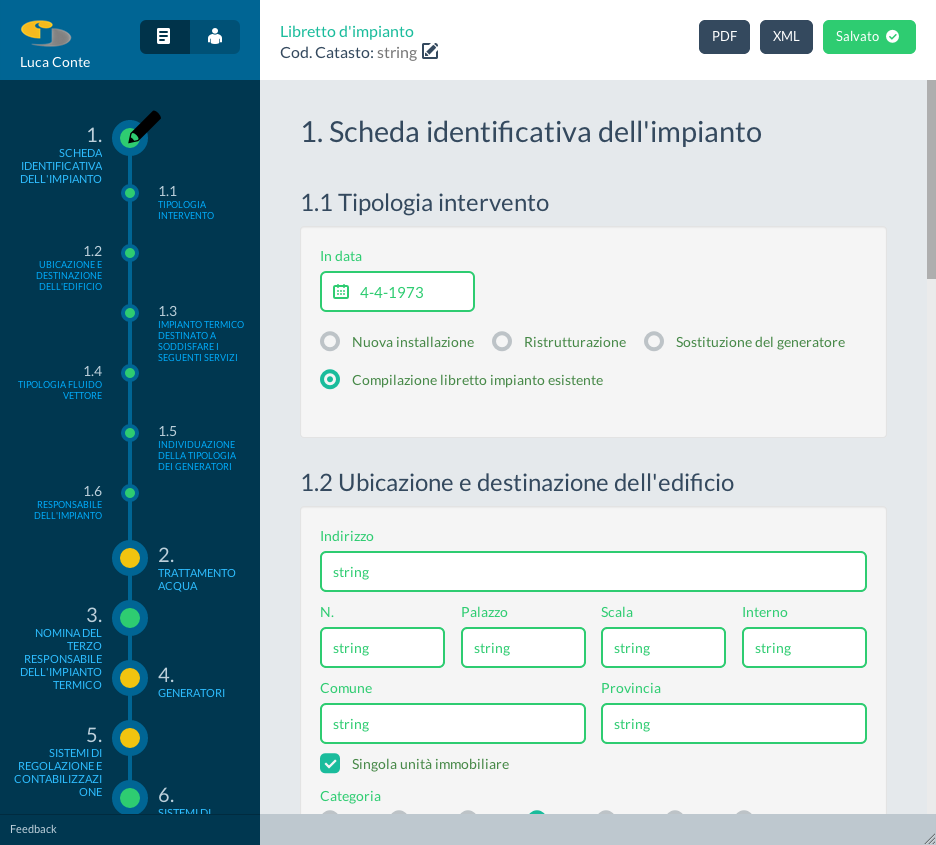 Luca Conte
Libretto d'impianto
Cod. Catasto: string
PDF
XML
Salvato
1.
SCHEDA
IDENTIFICATIVA
DELL'IMPIANTO
1.1
TIPOLOGIA
INTERVENTO
1.2
UBICAZIONE E
DESTINAZIONE
DELL'EDIFICIO
1.3
IMPIANTO TERMICO
DESTINATO A
SODDISFARE I
SEGUENTI SERVIZI
1.4
TIPOLOGIA FLUIDO
VETTORE
1.5
INDIVIDUAZIONE
DELLA TIPOLOGIA
DEI GENERATORI
1.6
RESPONSABILE
DELL'IMPIANTO
2.
TRATTAMENTO
ACQUA
3.
NOMINA DEL
TERZO
RESPONSABILE
DELL'IMPIANTO
TERMICO
4.
GENERATORI
5.
SISTEMI DI
REGOLAZIONE E
CONTABILIZZAZI
ONE
6.
SISTEMI DI
Feedback
1. Scheda identificativa dell'impianto
1.1 Tipologia intervento
In data
4-4-1973
Nuova installazione
Ristrutturazione
Sostituzione del generatore
Compilazione libretto impianto esistente
1.2 Ubicazione e destinazione dell'edificio
Indirizzo
string
N.
Palazzo
Scala
Interno
string
string
string
string
Comune
Provincia
string
string
Singola unità immobiliare
Categoria